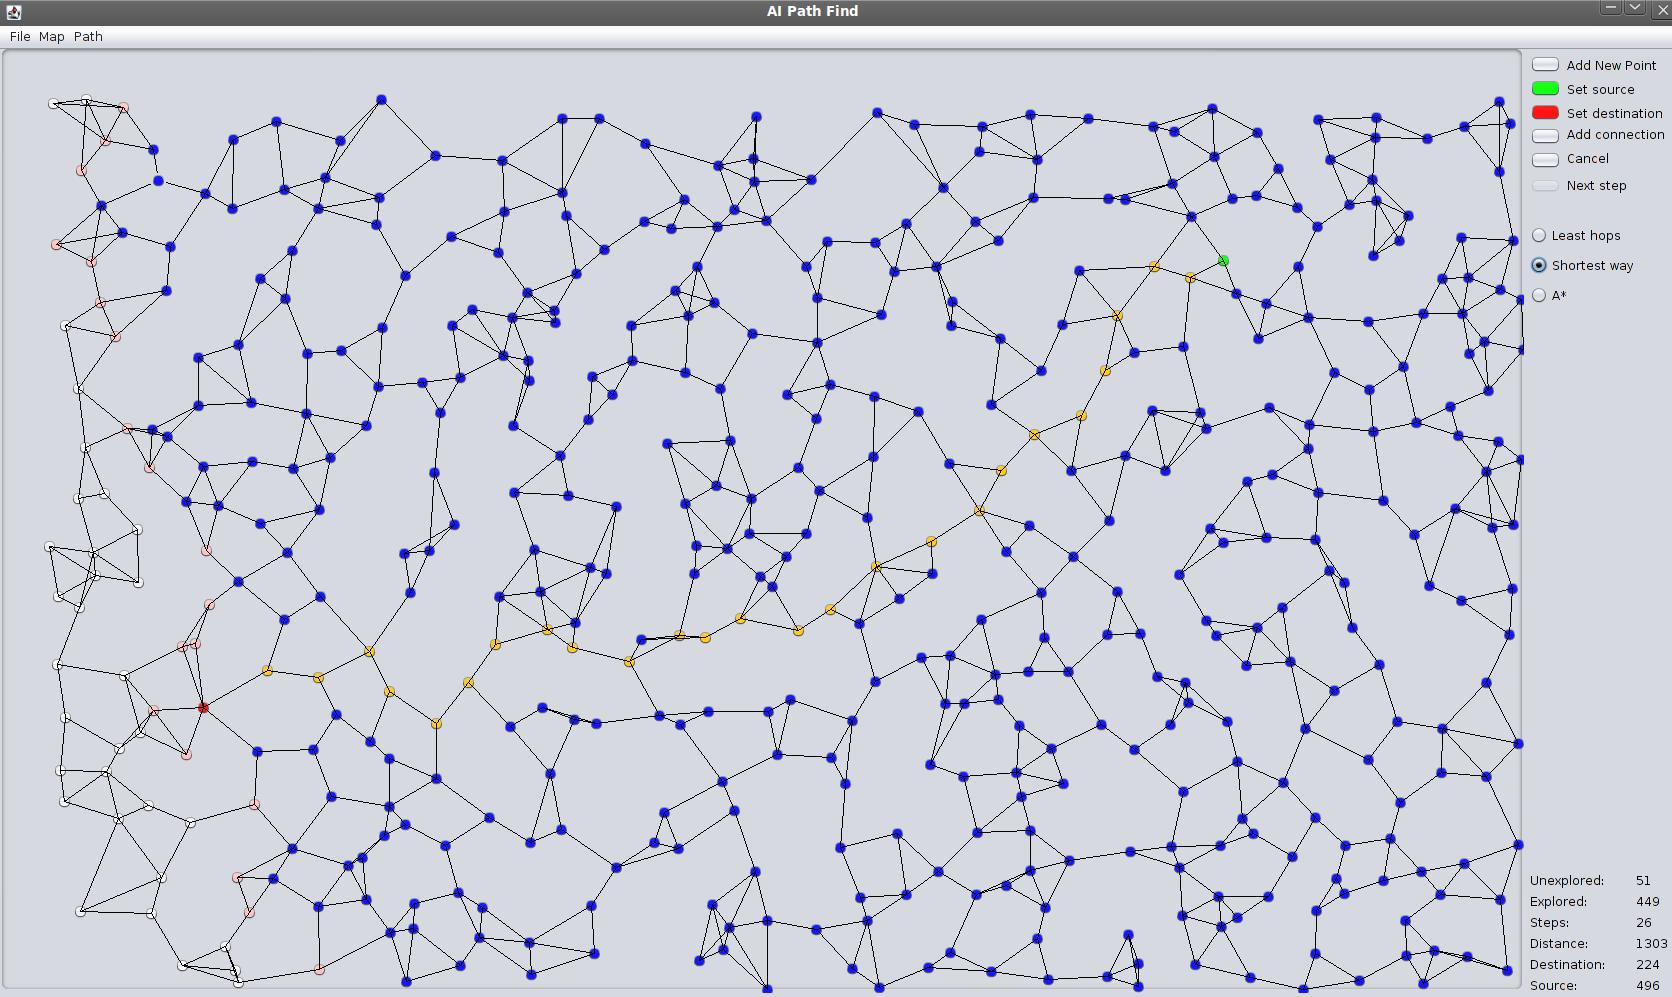 AI Path Find
File Map Path
Add New Point
Set source
Set destination
Add connection
Cancel
Next step
Least hops
Shortest way
A*
Unexplored: 51
Explored: 449
Steps: 26
Distance: 1303
Destination: 224
Source: 496